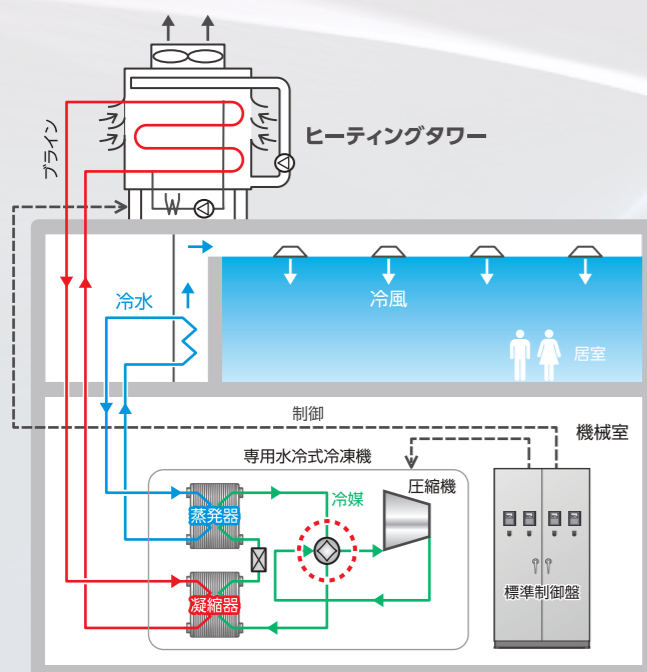 ブライン
ヒーティングタワー
冷水
冷風
居室
制御
機械室
専用水冷式冷凍機
圧縮機
冷媒
蒸発器
凝縮器
標準制御盤